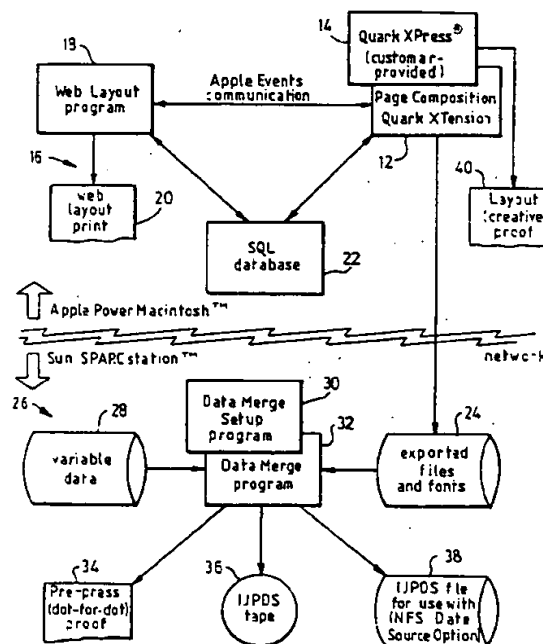 18
Web Layout
program
16
web
layout
print
20
Apple Events
communication
14
Quark XPress®
(customer-
provided)
Page Composition
Quark XTension
12
40
Layout
(creative)
proof
SQL
database
22
Apple Power Macintosh™
Sun SPARCstation™
network
26
28
variable
data
30
Data Merge
Setup
program
32
Data Merge
program
24
exported
files
and fonts
34
Pre-press
(dot-for-dot)
proof
36
IJPDS
tape
38
IJPDS file
for use with
(NFS Date
Source Option)